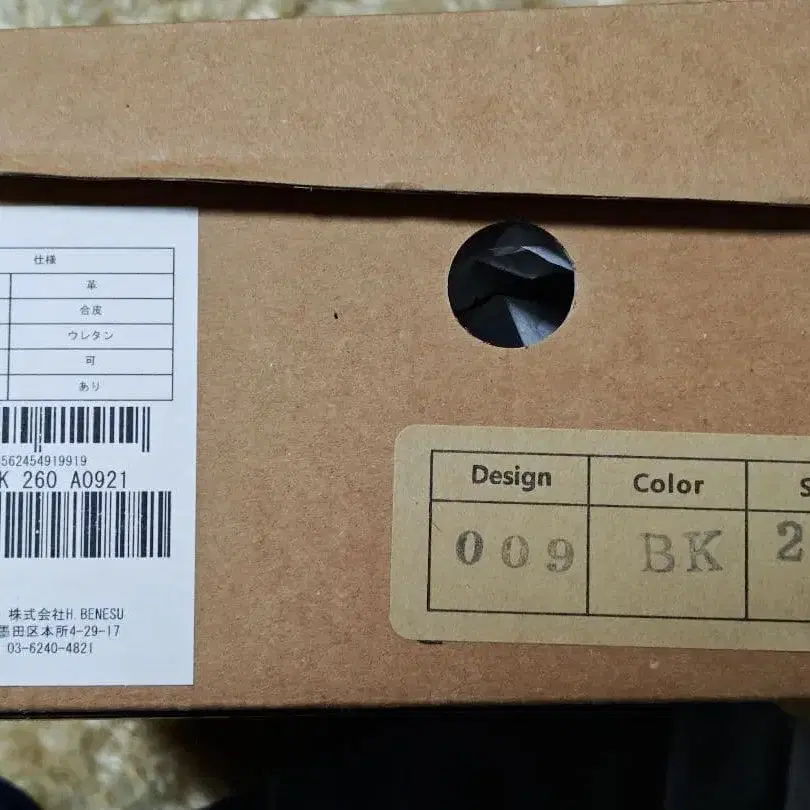 仕様
革
合皮
ウレタン
可
あり
562454919919
K 260 A0921
株式会社H.BENESU
墨田区本所4-29-17
03-6240-4821
Design Color S
009 BK 2